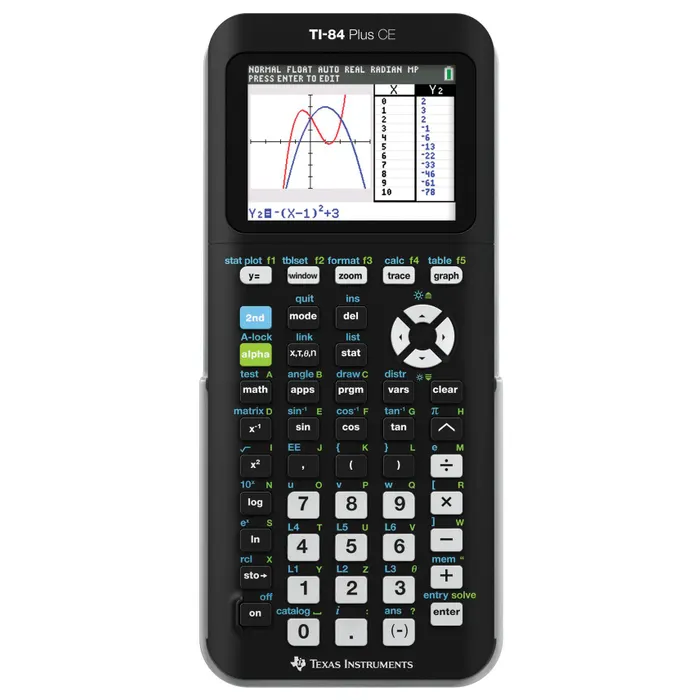 TI-84 Plus CE
NORMAL FLOAT AUTO REAL RADIAN MP
PRESS ENTER TO EDIT
X Y₂
0 2
1 3
2 2
3 -1
4 -6
5 -13
6 -22
7 -33
8 -46
9 -61
10 -78
Y₂=-(X-1)²+3
stat plot f1 tblset f2 format f3 calc f4 table f5
y= window zoom trace graph
quit ins
2nd mode del
A-lock link list
alpha X,T,θ,n stat
test A angle B draw C distr
math apps prgm vars clear
matrix D sin⁻¹ E cos⁻¹ F tan⁻¹ G π H
x⁻¹ sin cos tan ^
√ I EE J { K } L e M
x² , ( ) ÷
10ˣ N u O v P w Q [ R
log 7 8 9 ×
eˣ S L4 T L5 U L6 V ] W
ln 4 5 6 −
rcl X L1 Y L2 Z L3 θ mem "
sto→ 1 2 3 +
off catalog ⎵ i : ans ? entry solve
on 0 . (-) enter
TEXAS INSTRUMENTS